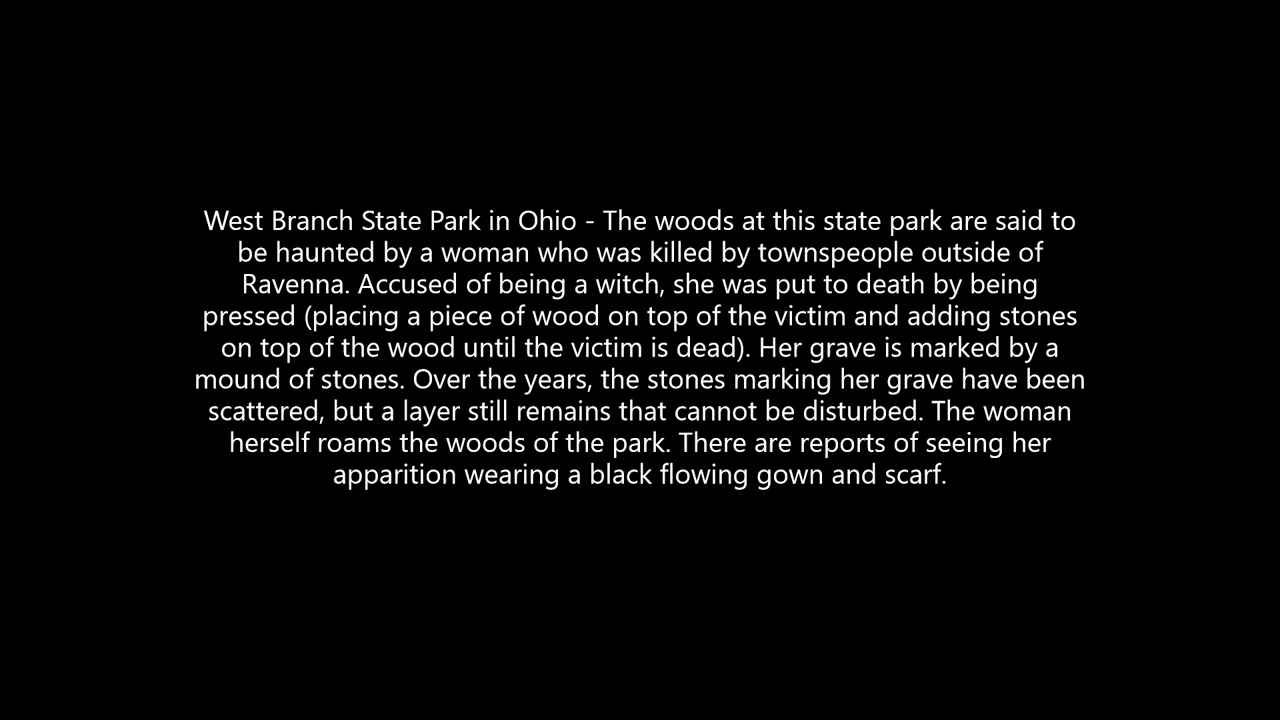 West Branch State Park in Ohio - The woods at this state park are said to
be haunted by a woman who was killed by townspeople outside of
Ravenna. Accused of being a witch, she was put to death by being
pressed (placing a piece of wood on top of the victim and adding stones
on top of the wood until the victim is dead). Her grave is marked by a
mound of stones. Over the years, the stones marking her grave have been
scattered, but a layer still remains that cannot be disturbed. The woman
herself roams the woods of the park. There are reports of seeing her
apparition wearing a black flowing gown and scarf.